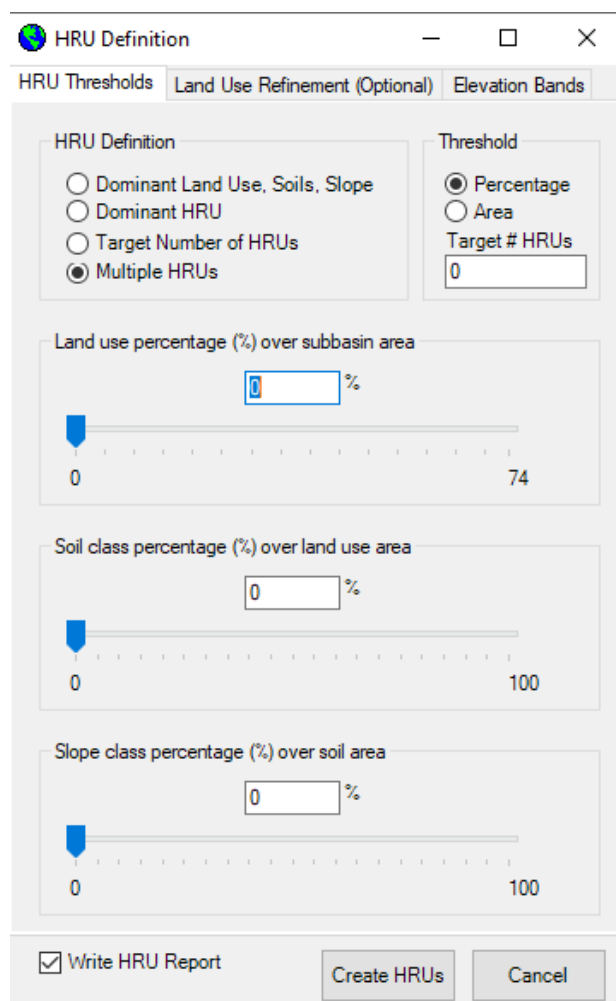 HRU Definition
HRU Thresholds Land Use Refinement (Optional) Elevation Bands
HRU Definition
Dominant Land Use, Soils, Slope
Dominant HRU
Target Number of HRUs
Multiple HRUs
Threshold
Percentage
Area
Target # HRUs
0
Land use percentage (%) over subbasin area
0 %
0 74
Soil class percentage (%) over land use area
0 %
0 100
Slope class percentage (%) over soil area
0 %
0 100
Write HRU Report
Create HRUs
Cancel